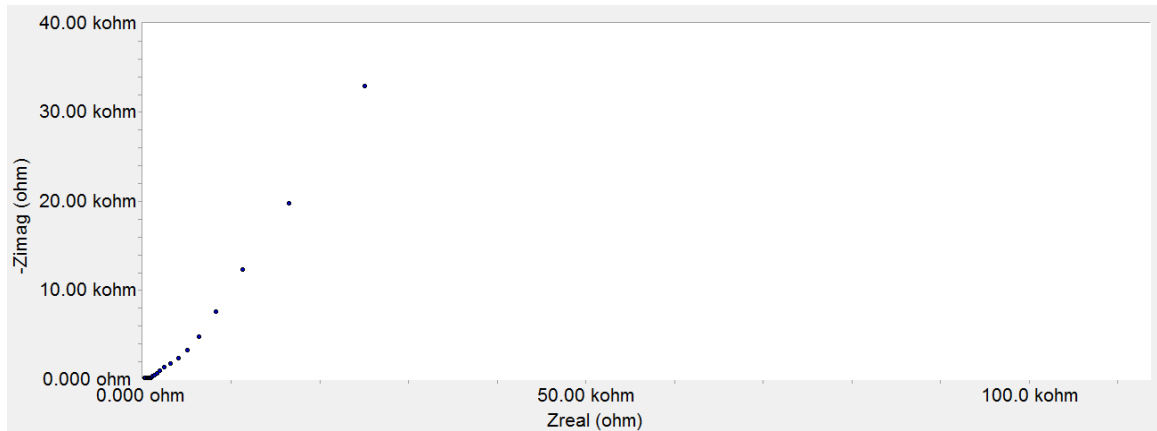 40.00 kohm
30.00 kohm
20.00 kohm
10.00 kohm
0.000 ohm
-Zimag (ohm)
0.000 ohm
50.00 kohm
100.0 kohm
Zreal (ohm)